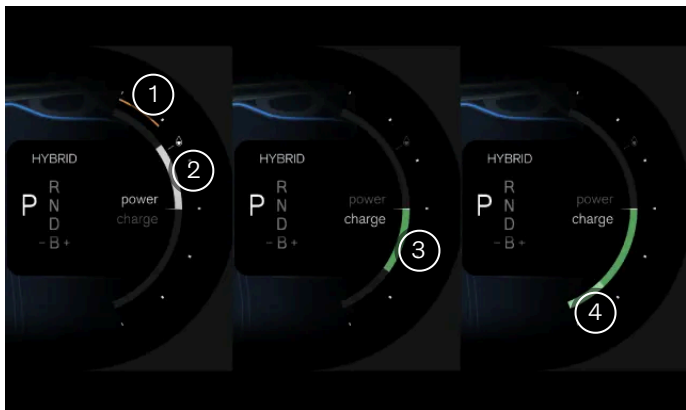 1
2
HYBRID
P
R
N
D
- B +
power
charge
HYBRID
P
R
N
D
- B +
power
charge
3
HYBRID
P
R
N
D
- B +
power
charge
4